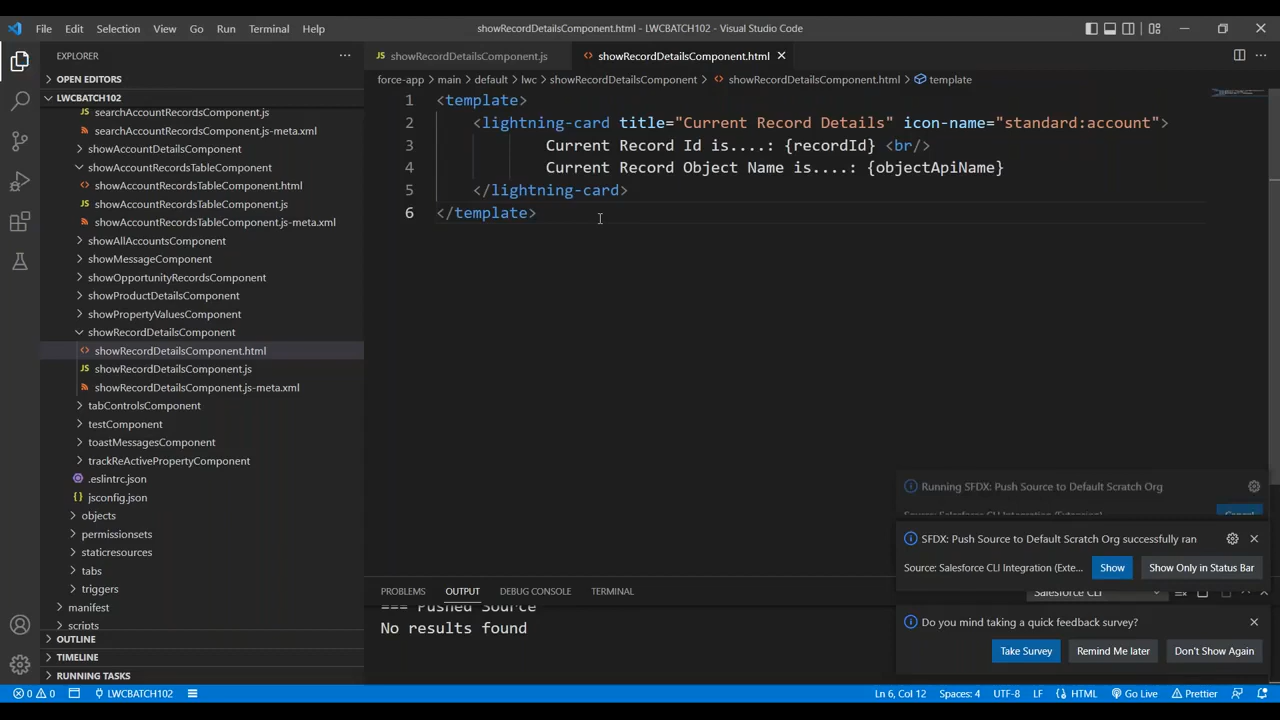 File Edit Selection View Go Run Terminal Help showRecordDetailsComponent.html - LWCBATCH102 - Visual Studio Code
EXPLORER
OPEN EDITORS
LWCBATCH102
searchAccountRecordsComponent.js
searchAccountRecordsComponent.js-meta.xml
showAccountDetailsComponent
showAccountRecordsTableComponent
showAccountRecordsTableComponent.html
showAccountRecordsTableComponent.js
showAccountRecordsTableComponent.js-meta.xml
showAllAccountsComponent
showMessageComponent
showOpportunityRecordsComponent
showProductDetailsComponent
showPropertyValuesComponent
showRecordDetailsComponent
showRecordDetailsComponent.html
showRecordDetailsComponent.js
showRecordDetailsComponent.js-meta.xml
tabControlsComponent
testComponent
toastMessagesComponent
trackReActivePropertyComponent
.eslintrc.json
jsconfig.json
objects
permissionsets
staticresources
tabs
triggers
manifest
scripts
OUTLINE
TIMELINE
RUNNING TASKS
JS showRecordDetailsComponent.js showRecordDetailsComponent.html
force-app > main > default > lwc > showRecordDetailsComponent > showRecordDetailsComponent.html > template
1 <template>
2 <lightning-card title="Current Record Details" icon-name="standard:account">
3 Current Record Id is....: {recordId} <br/>
4 Current Record Object Name is....: {objectApiName}
5 </lightning-card>
6 </template>
PROBLEMS OUTPUT DEBUG CONSOLE TERMINAL
Salesforce CLI
=== Pushed Source
No results found
Running SFDX: Push Source to Default Scratch Org
Source: Salesforce CLI Integration (Extension) Cancel
SFDX: Push Source to Default Scratch Org successfully ran
Source: Salesforce CLI Integration (Exte... Show Show Only in Status Bar
Do you mind taking a quick feedback survey?
Take Survey Remind Me later Don't Show Again
0 0 LWCBATCH102 Ln 6, Col 12 Spaces: 4 UTF-8 LF HTML Go Live Prettier